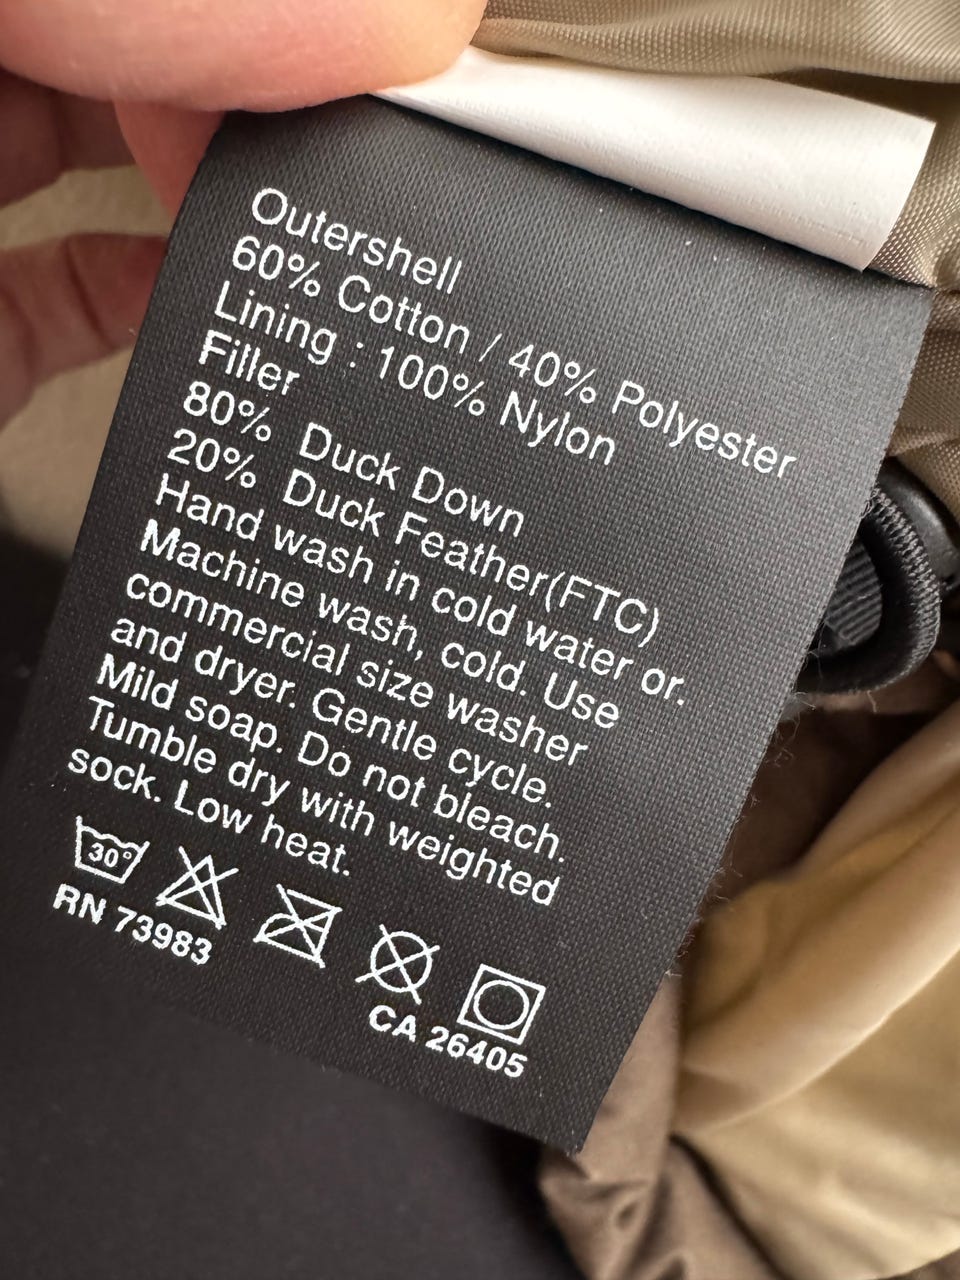 Outershell
60% Cotton / 40% Polyester
Lining : 100% Nylon
Filler
80% Duck Down
20% Duck Feather(FTC)
Hand wash in cold water or.
Machine wash, cold. Use
commercial size washer
and dryer. Gentle cycle.
Mild soap. Do not bleach.
Tumble dry with weighted
sock. Low heat.
30°
RN 73983
CA 26405